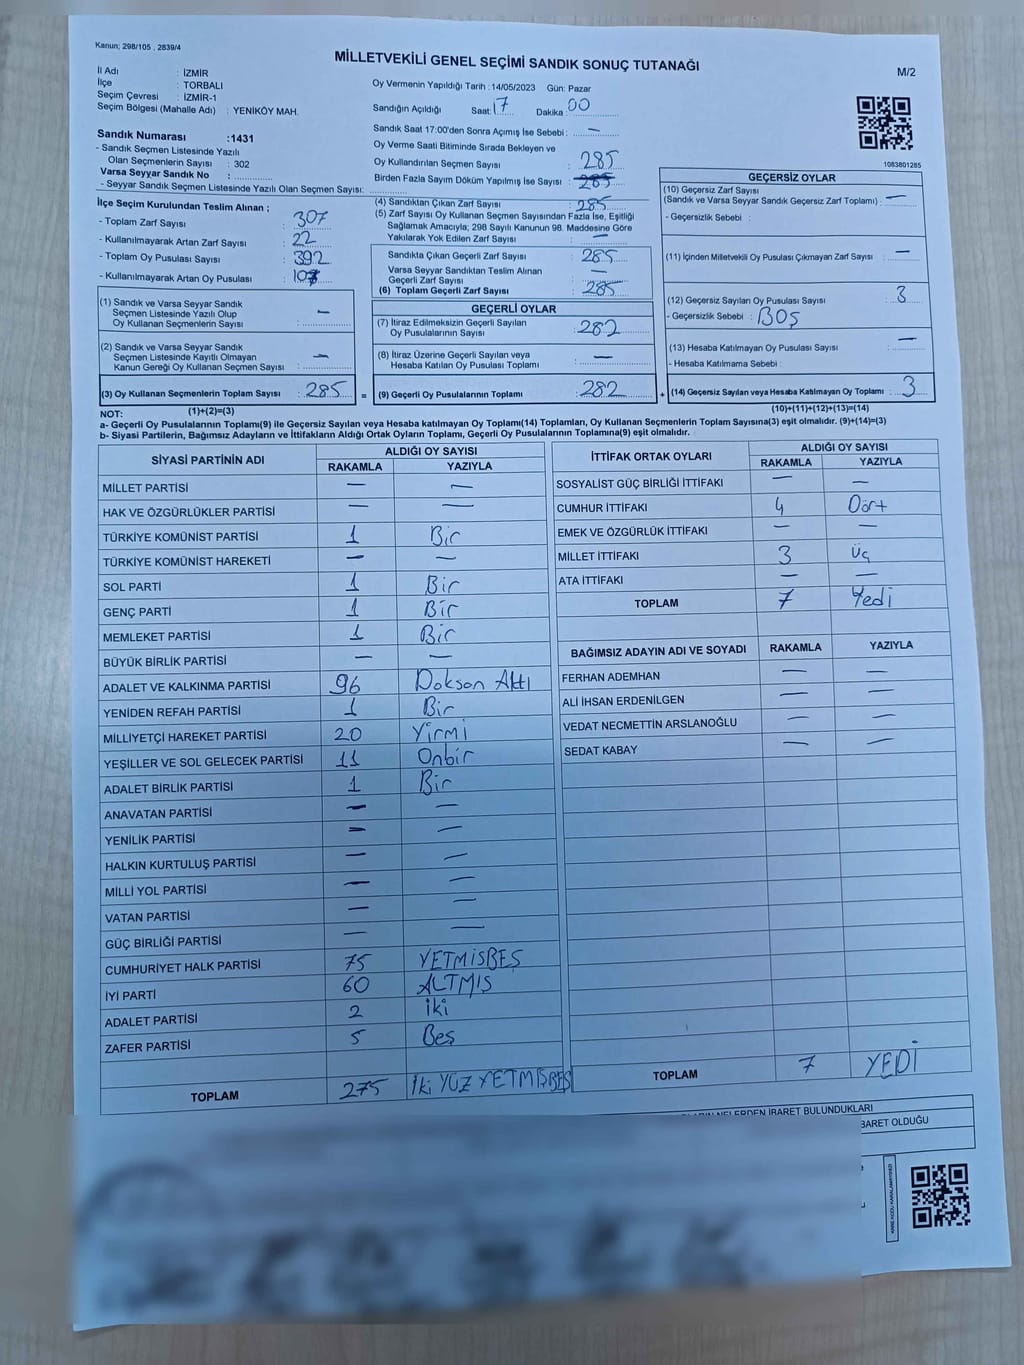 Kanun; 298/105 , 2839/4
MİLLETVEKİLİ GENEL SEÇİMİ SANDIK SONUÇ TUTANAĞI
M/2
İl Adı : İZMİR
İlçe : TORBALI
Seçim Çevresi : İZMİR-1
Seçim Bölgesi (Mahalle Adı) : YENİKÖY MAH.
Sandık Numarası :1431
- Sandık Seçmen Listesinde Yazılı
Olan Seçmenlerin Sayısı : 302
Varsa Seyyar Sandık No :
- Seyyar Sandık Seçmen Listesinde Yazılı Olan Seçmen Sayısı:
Oy Vermenin Yapıldığı Tarih :14/05/2023 Gün: Pazar
Sandığın Açıldığı Saat: 17 Dakika: 00
Sandık Saat 17:00'den Sonra Açımış İse Sebebi : —
Oy Verme Saati Bitiminde Sırada Bekleyen ve
Oy Kullandırılan Seçmen Sayısı : 285
Birden Fazla Sayım Döküm Yapılmış İse Sayısı : 285
1083801285
İlçe Seçim Kurulundan Teslim Alınan ;
- Toplam Zarf Sayısı : 307
- Kullanılmayarak Artan Zarf Sayısı : 22
- Toplam Oy Pusulası Sayısı : 392
- Kullanılmayarak Artan Oy Pusulası : 107
(1) Sandık ve Varsa Seyyar Sandık
Seçmen Listesinde Yazılı Olup
Oy Kullanan Seçmenlerin Sayısı : —
(2) Sandık ve Varsa Seyyar Sandık
Seçmen Listesinde Kayıtlı Olmayan
Kanun Gereği Oy Kullanan Seçmen Sayısı : —
(3) Oy Kullanan Seçmenlerin Toplam Sayısı : 285 =
(1)+(2)=(3)
(4) Sandıktan Çıkan Zarf Sayısı : 285
(5) Zarf Sayısı Oy Kullanan Seçmen Sayısından Fazla İse, Eşitliği
Sağlamak Amacıyla; 298 Sayılı Kanunun 98. Maddesine Göre
Yakılarak Yok Edilen Zarf Sayısı : —
Sandıkta Çıkan Geçerli Zarf Sayısı : 285
Varsa Seyyar Sandıktan Teslim Alınan
Geçerli Zarf Sayısı : —
(6) Toplam Geçerli Zarf Sayısı : 285
GEÇERLİ OYLAR
(7) İtiraz Edilmeksizin Geçerli Sayılan
Oy Pusulalarının Sayısı : 282
(8) İtiraz Üzerine Geçerli Sayılan veya
Hesaba Katılan Oy Pusulası Toplamı : —
(9) Geçerli Oy Pusulalarının Toplamı : 282 +
GEÇERSİZ OYLAR
(10) Geçersiz Zarf Sayısı
(Sandık ve Varsa Seyyar Sandık Geçersiz Zarf Toplamı) : —
- Geçersizlik Sebebi :
(11) İçinden Milletvekili Oy Pusulası Çıkmayan Zarf Sayısı : —
(12) Geçersiz Sayılan Oy Pusulası Sayısı : 3
- Geçersizlik Sebebi : BOŞ
(13) Hesaba Katılmayan Oy Pusulası Sayısı : —
- Hesaba Katılmama Sebebi :
(14) Geçersiz Sayılan veya Hesaba Katılmayan Oy Toplamı : 3
(10)+(11)+(12)+(13)=(14)
NOT:
a- Geçerli Oy Pusulalarının Toplamı(9) ile Geçersiz Sayılan veya Hesaba katılmayan Oy Toplamı(14) Toplamları, Oy Kullanan Seçmenlerin Toplam Sayısına(3) eşit olmalıdır. (9)+(14)=(3)
b- Siyasi Partilerin, Bağımsız Adayların ve İttifakların Aldığı Ortak Oyların Toplamı, Geçerli Oy Pusulalarının Toplamına(9) eşit olmalıdır.
SİYASİ PARTİNİN ADI ALDIĞI OY SAYISI
RAKAMLA YAZIYLA
MİLLET PARTİSİ — —
HAK VE ÖZGÜRLÜKLER PARTİSİ — —
TÜRKİYE KOMÜNİST PARTİSİ 1 Bir
TÜRKİYE KOMÜNİST HAREKETİ — —
SOL PARTİ 1 Bir
GENÇ PARTİ 1 Bir
MEMLEKET PARTİSİ 1 Bir
BÜYÜK BİRLİK PARTİSİ — —
ADALET VE KALKINMA PARTİSİ 96 Doksan Altı
YENİDEN REFAH PARTİSİ 1 Bir
MİLLİYETÇİ HAREKET PARTİSİ 20 Yirmi
YEŞİLLER VE SOL GELECEK PARTİSİ 11 Onbir
ADALET BİRLİK PARTİSİ 1 Bir
ANAVATAN PARTİSİ — —
YENİLİK PARTİSİ — —
HALKIN KURTULUŞ PARTİSİ — —
MİLLİ YOL PARTİSİ — —
VATAN PARTİSİ — —
GÜÇ BİRLİĞİ PARTİSİ — —
CUMHURİYET HALK PARTİSİ 75 YETMİSBEŞ
İYİ PARTİ 60 ALTMIS
ADALET PARTİSİ 2 İki
ZAFER PARTİSİ 5 Beş
TOPLAM 275 İki YÜZ YETMİŞBEŞ
İTTİFAK ORTAK OYLARI ALDIĞI OY SAYISI
RAKAMLA YAZIYLA
SOSYALİST GÜÇ BİRLİĞİ İTTİFAKI — —
CUMHUR İTTİFAKI 4 Dört
EMEK VE ÖZGÜRLÜK İTTİFAKI — —
MİLLET İTTİFAKI 3 Üç
ATA İTTİFAKI — —
TOPLAM 7 Yedi
BAĞIMSIZ ADAYIN ADI VE SOYADI RAKAMLA YAZIYLA
FERHAN ADEMHAN — —
ALİ İHSAN ERDENİLGEN — —
VEDAT NECMETTİN ARSLANOĞLU — —
SEDAT KABAY — —
TOPLAM 7 YEDİ
NELERDEN İBARET BULUNDUKLARI
BARET OLDUĞU